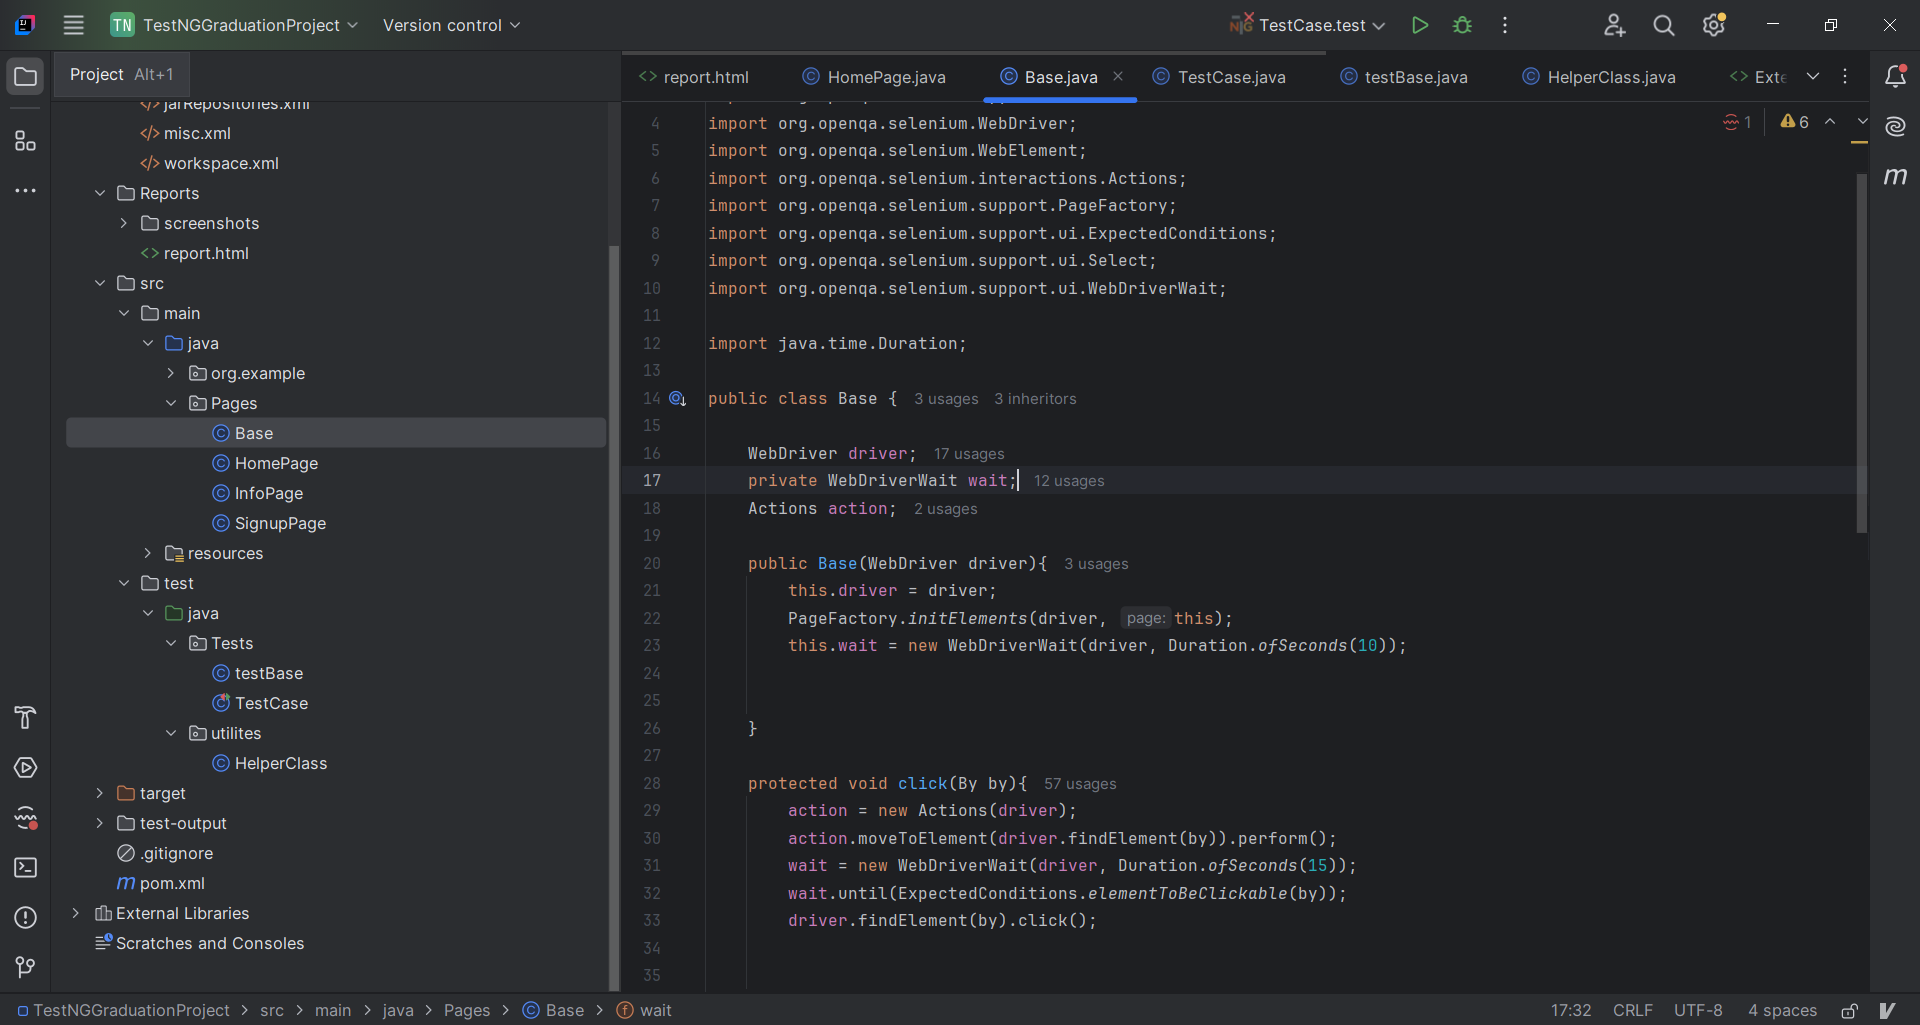 TN TestNGGraduationProject Version control TestCase.test
Project Alt+1
report.html HomePage.java Base.java TestCase.java testBase.java HelperClass.java Exte
jarRepositories.xml
misc.xml
workspace.xml
Reports
screenshots
report.html
src
main
java
org.example
Pages
Base
HomePage
InfoPage
SignupPage
resources
test
java
Tests
testBase
TestCase
utilites
HelperClass
target
test-output
.gitignore
pom.xml
External Libraries
Scratches and Consoles
1 6
4 import org.openqa.selenium.WebDriver;
5 import org.openqa.selenium.WebElement;
6 import org.openqa.selenium.interactions.Actions;
7 import org.openqa.selenium.support.PageFactory;
8 import org.openqa.selenium.support.ui.ExpectedConditions;
9 import org.openqa.selenium.support.ui.Select;
10 import org.openqa.selenium.support.ui.WebDriverWait;
11
12 import java.time.Duration;
13
14 public class Base { 3 usages 3 inheritors
15
16 WebDriver driver; 17 usages
17 private WebDriverWait wait; 12 usages
18 Actions action; 2 usages
19
20 public Base(WebDriver driver){ 3 usages
21 this.driver = driver;
22 PageFactory.initElements(driver, page: this);
23 this.wait = new WebDriverWait(driver, Duration.ofSeconds(10));
24
25
26 }
27
28 protected void click(By by){ 57 usages
29 action = new Actions(driver);
30 action.moveToElement(driver.findElement(by)).perform();
31 wait = new WebDriverWait(driver, Duration.ofSeconds(15));
32 wait.until(ExpectedConditions.elementToBeClickable(by));
33 driver.findElement(by).click();
34
35
TestNGGraduationProject > src > main > java > Pages > Base > wait 17:32 CRLF UTF-8 4 spaces